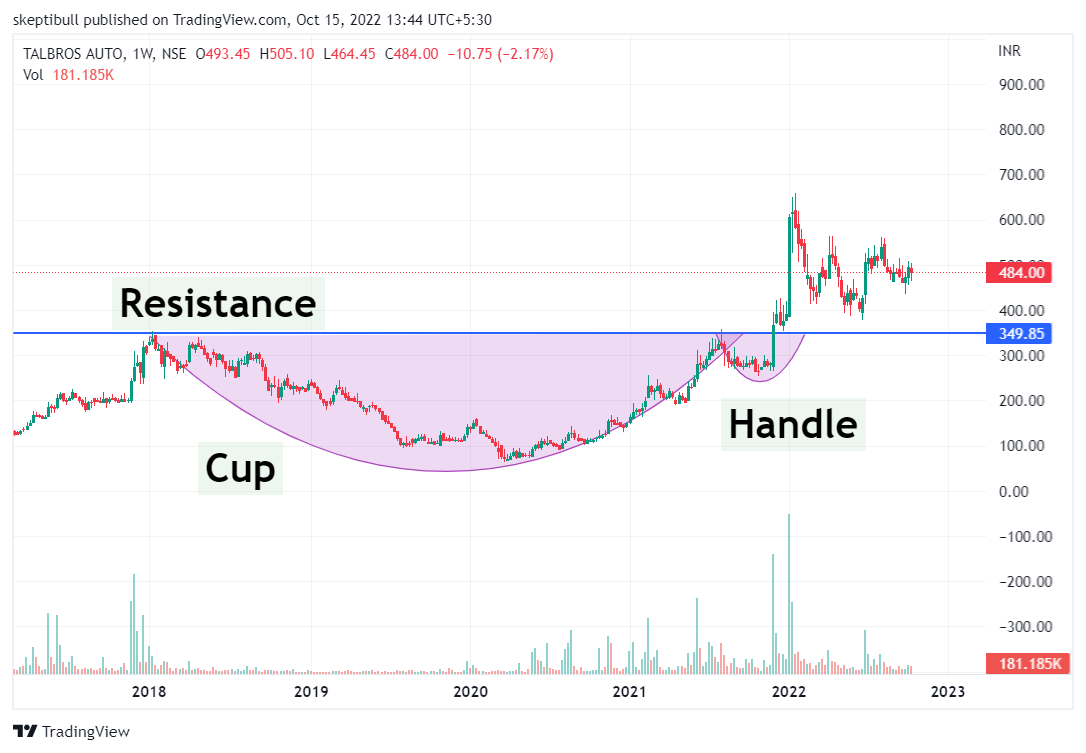 skeptibull published on TradingView.com, Oct 15, 2022 13:44 UTC+5:30
TALBROS AUTO, 1W, NSE O493.45 H505.10 L464.45 C484.00 −10.75 (−2.17%)
Vol 181.185K
INR
900.00
800.00
700.00
600.00
500.00
484.00
400.00
349.85
300.00
200.00
100.00
0.00
−100.00
−200.00
−300.00
181.185K
Resistance
Cup
Handle
2018 2019 2020 2021 2022 2023
TradingView